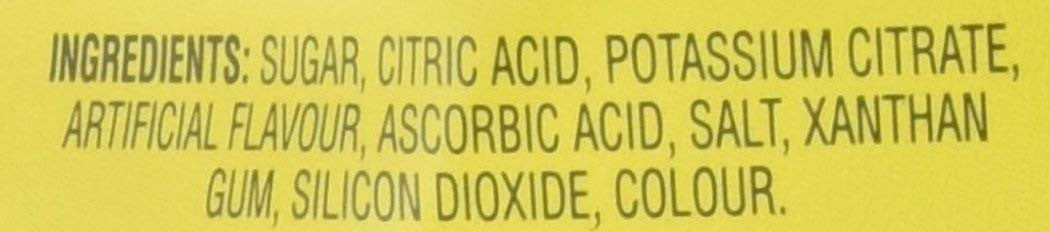 INGREDIENTS: SUGAR, CITRIC ACID, POTASSIUM CITRATE,
ARTIFICIAL FLAVOUR, ASCORBIC ACID, SALT, XANTHAN
GUM, SILICON DIOXIDE, COLOUR.